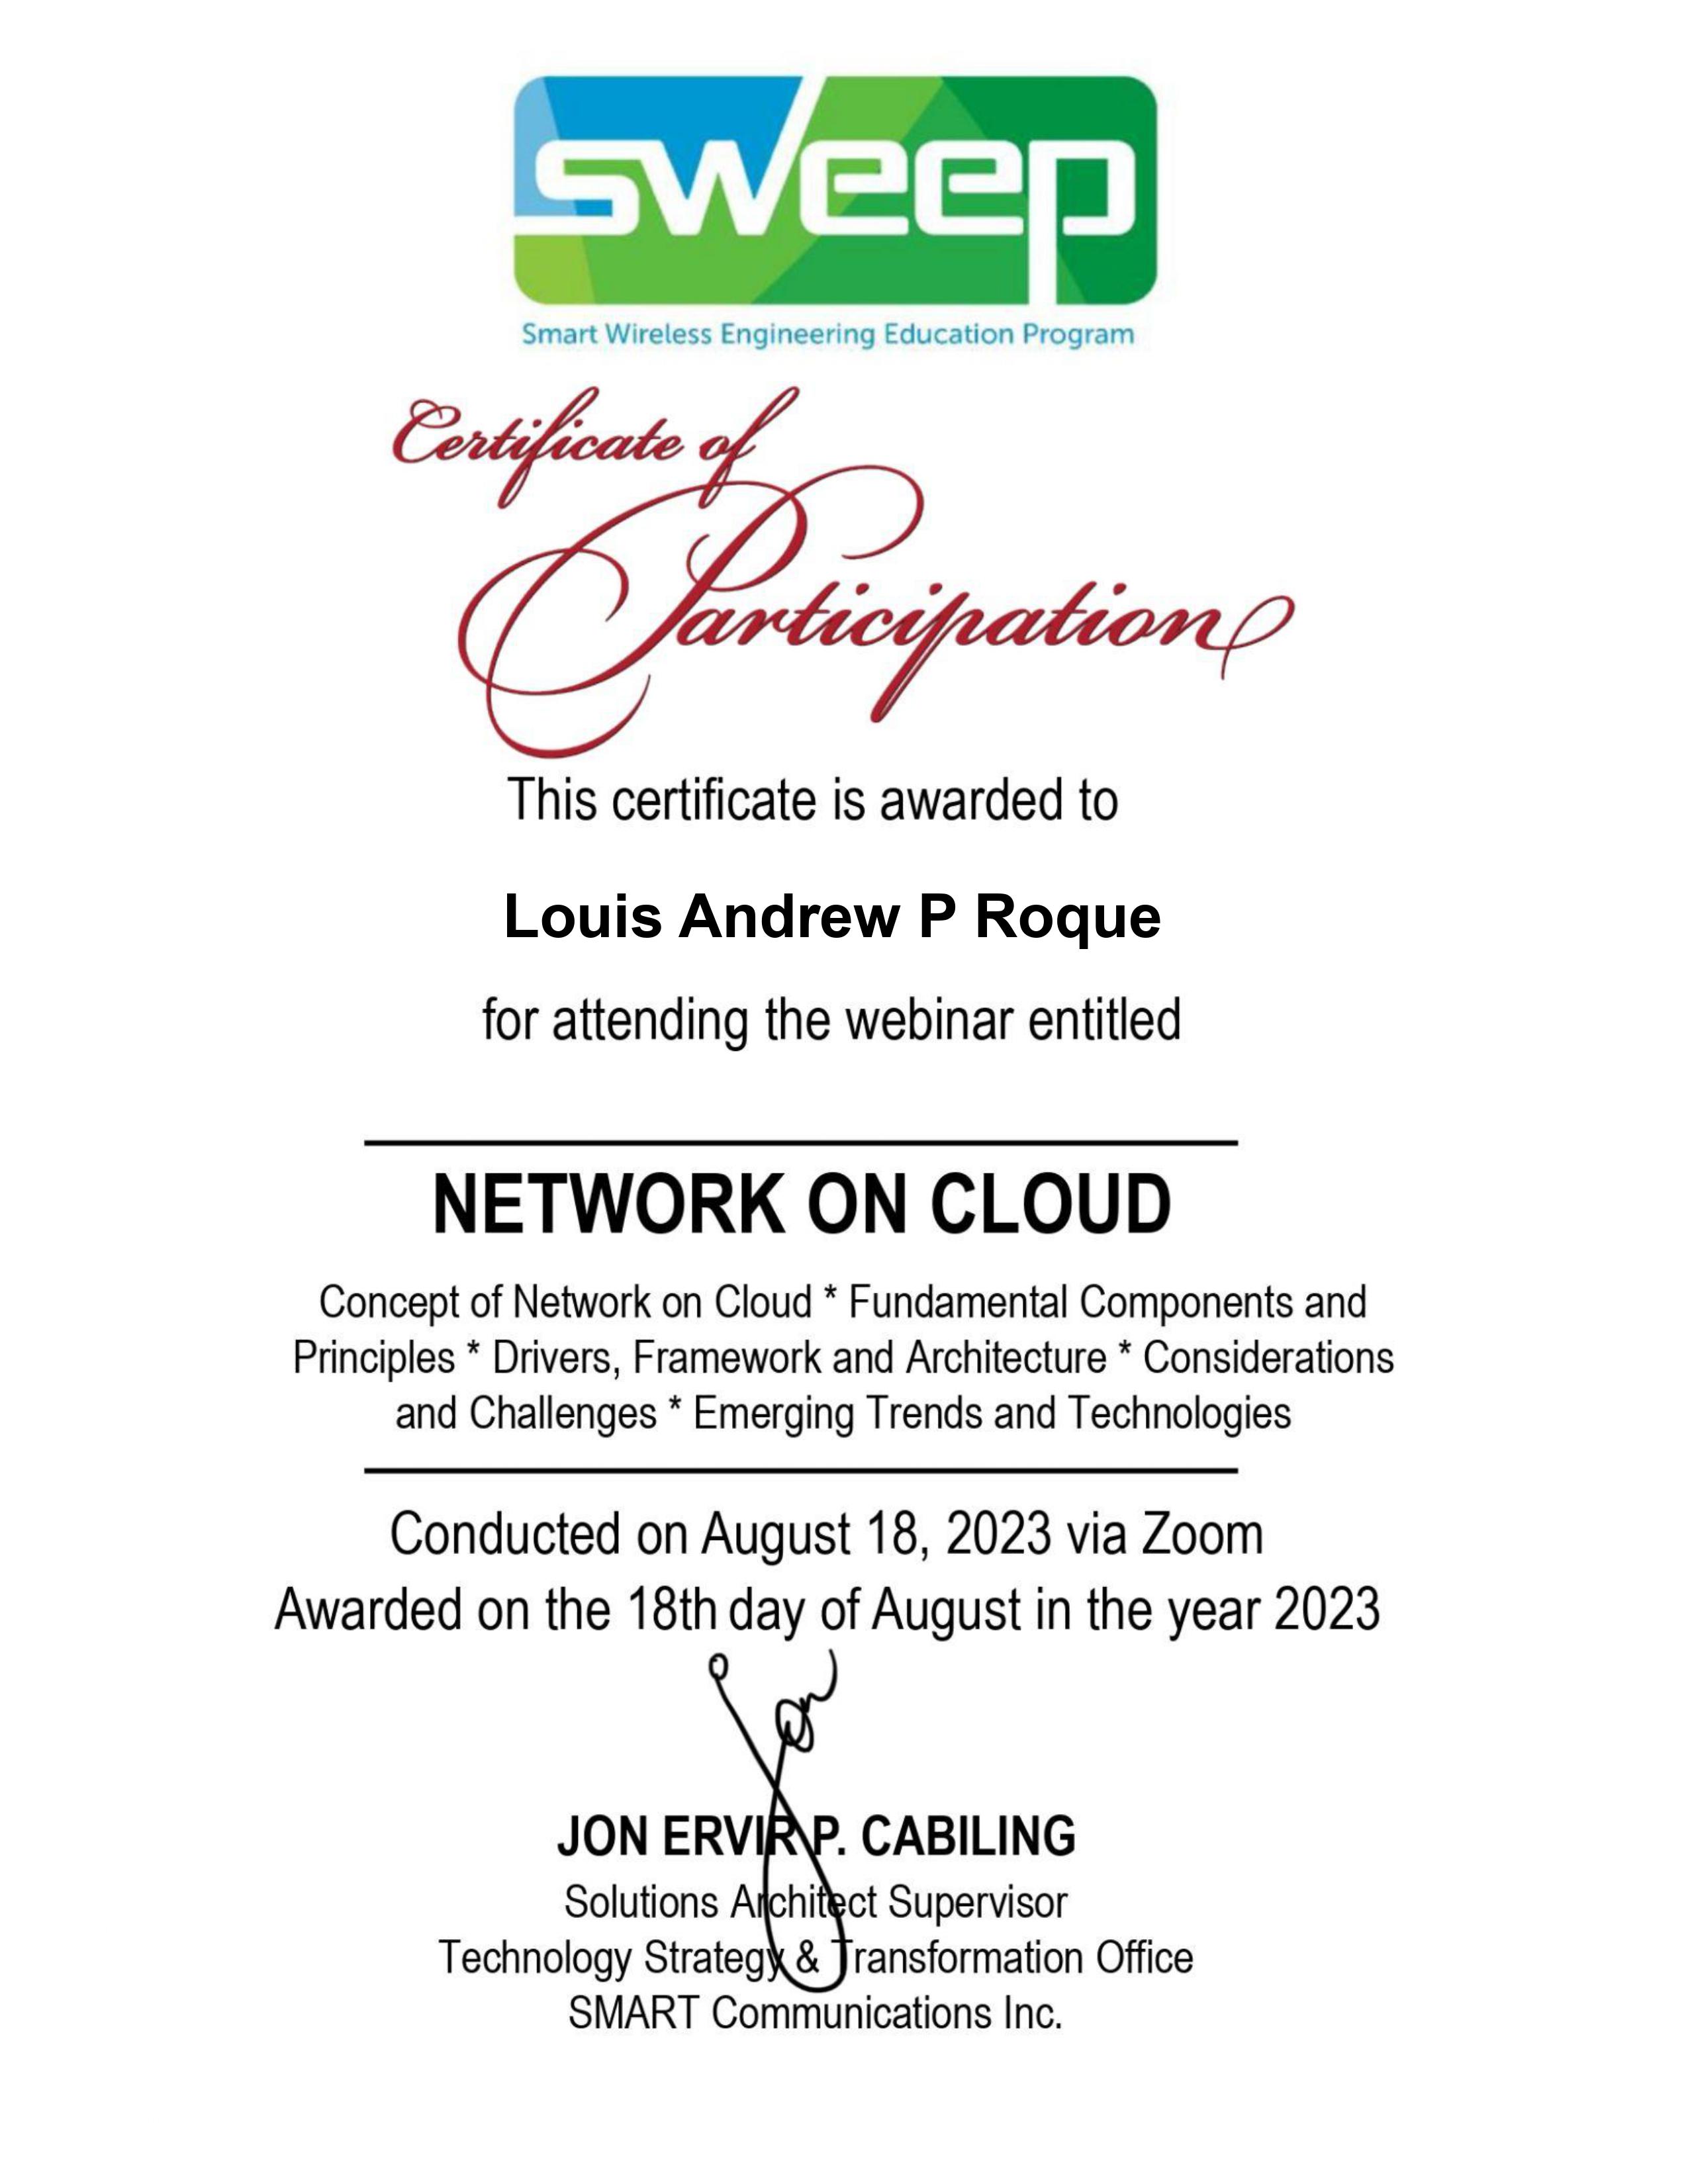 sweep
Smart Wireless Engineering Education Program
Certificate of
Participation
This certificate is awarded to
Louis Andrew P Roque
for attending the webinar entitled
NETWORK ON CLOUD
Concept of Network on Cloud * Fundamental Components and
Principles * Drivers, Framework and Architecture * Considerations
and Challenges * Emerging Trends and Technologies
Conducted on August 18, 2023 via Zoom
Awarded on the 18th day of August in the year 2023
Jon
JON ERVIR P. CABILING
Solutions Architect Supervisor
Technology Strategy & Transformation Office
SMART Communications Inc.